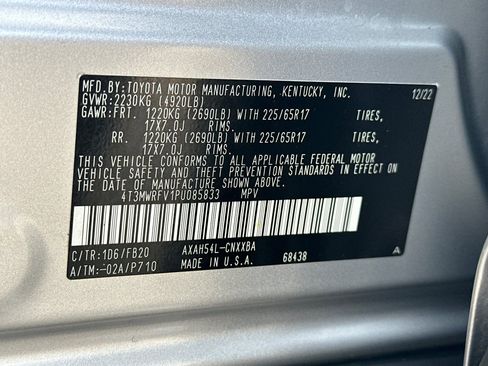 MFD.BY:TOYOTA MOTOR MANUFACTURING, KENTUCKY, INC.
GVWR:2230KG (4920LB) 12/22
GAWR:FRT. 1220KG (2690LB) WITH 225/65R17 TIRES,
17X7.0J RIMS.
RR. 1220KG (2690LB) WITH 225/65R17 TIRES,
17X7.0J RIMS.
THIS VEHICLE CONFORMS TO ALL APPLICABLE FEDERAL MOTOR
VEHICLE SAFETY AND THEFT PREVENTION STANDARDS IN EFFECT ON
THE DATE OF MANUFACTURE SHOWN ABOVE.
4T3MWRFV1PU085833 MPV
C/TR:1D6/FB20 AXAH54L-CNXXBA A
A/TM:-02A/P710 MADE IN U.S.A. 68438